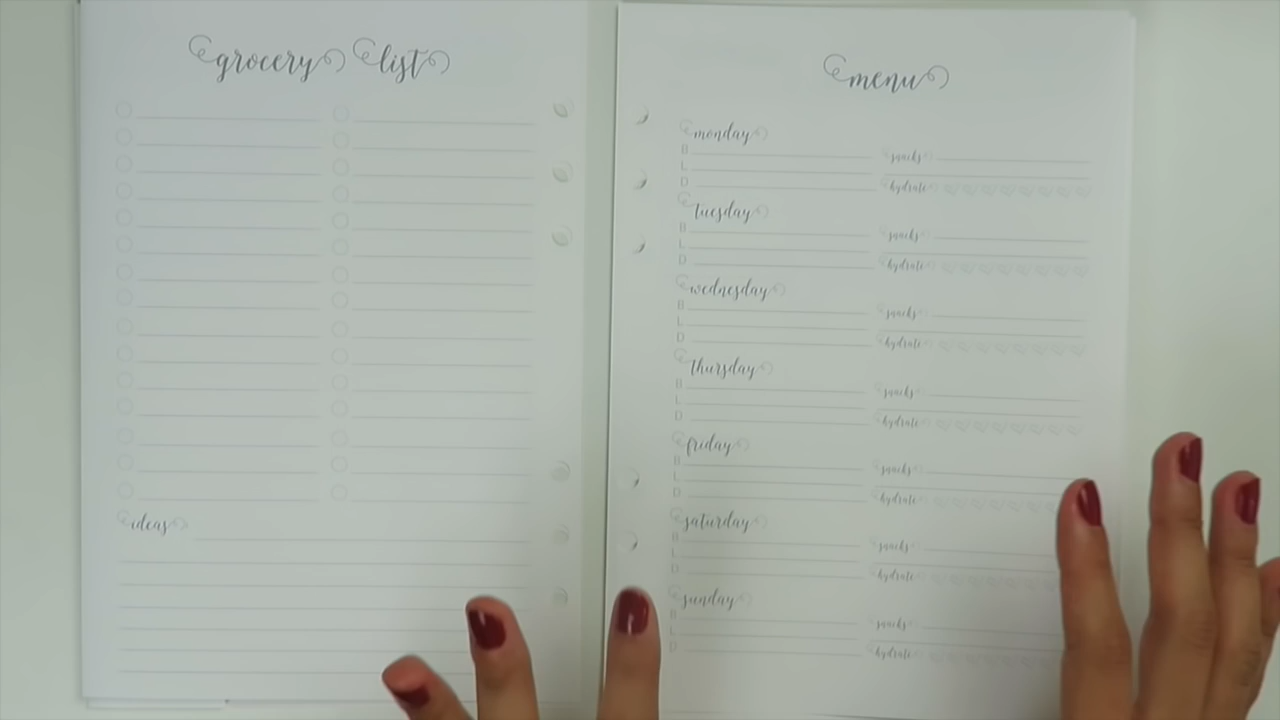 grocery list
ideas
menu
monday
B
L
D
snacks
hydrate
tuesday
B
L
D
snacks
hydrate
wednesday
B
L
D
snacks
hydrate
thursday
B
L
D
snacks
hydrate
friday
B
L
D
snacks
hydrate
saturday
B
L
D
snacks
hydrate
sunday
B
L
D
snacks
hydrate